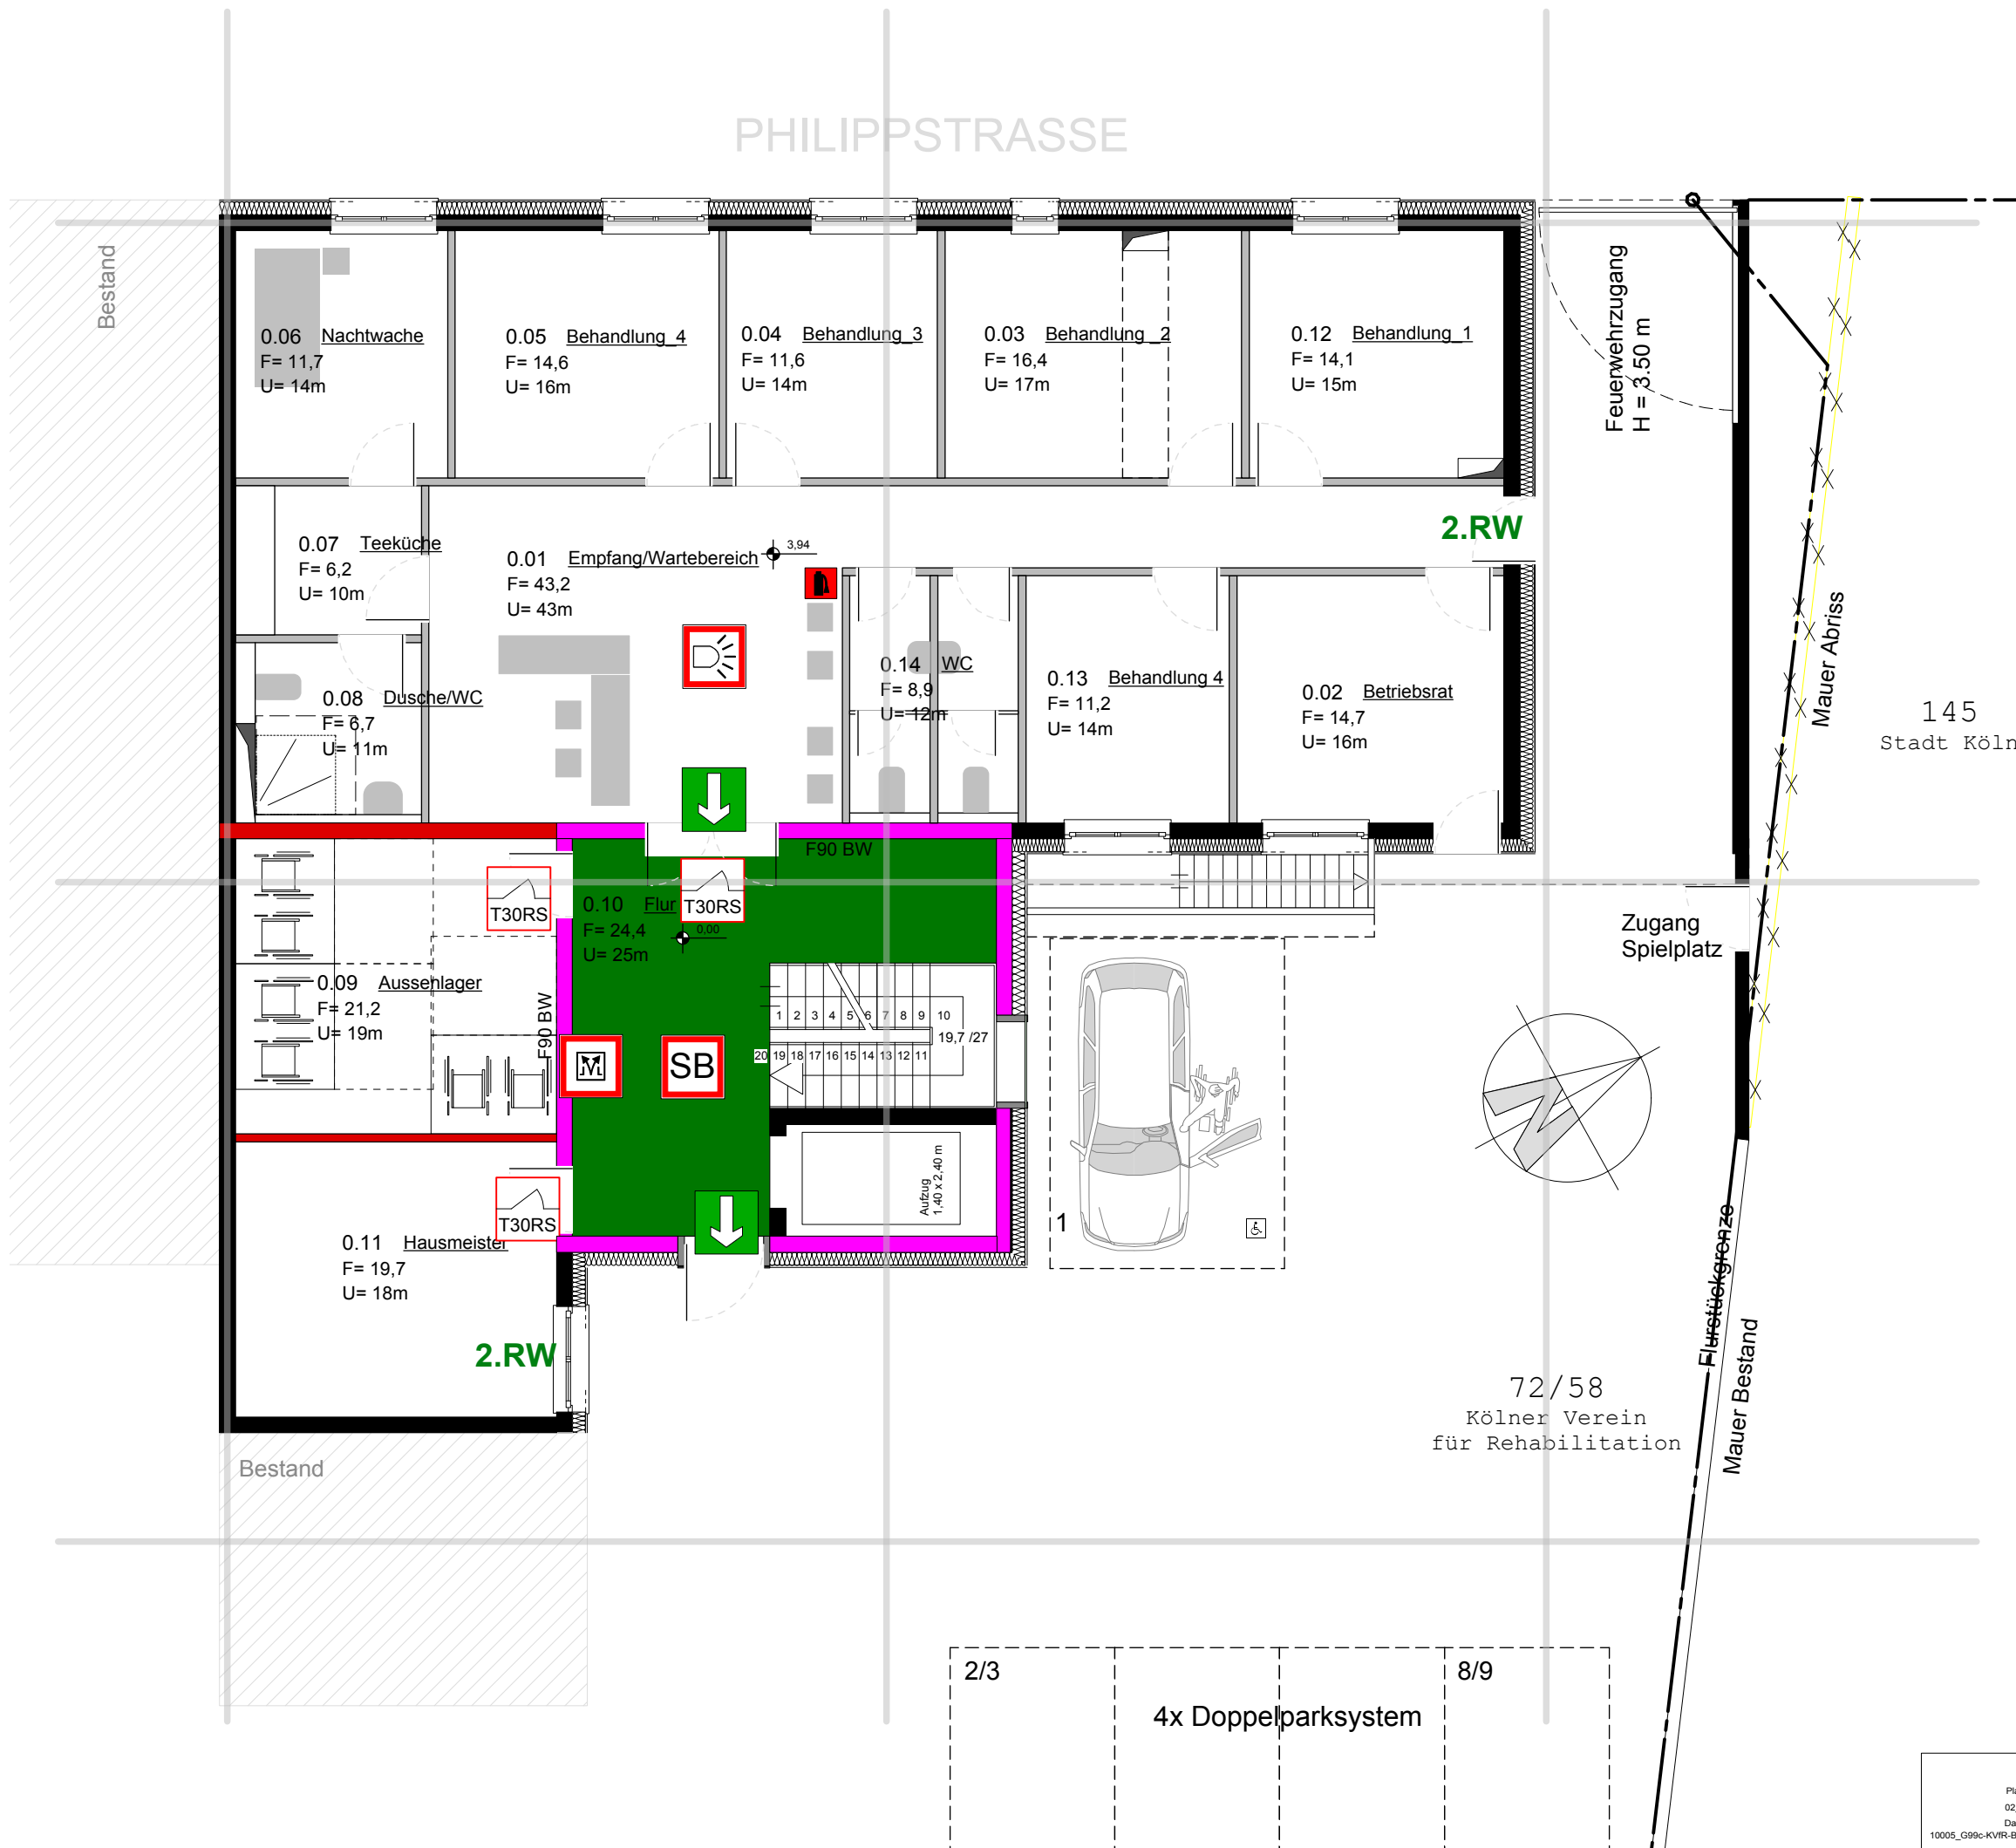 PHILIPPSTRASSE
Bestand
0.06 Nachtwache
F= 11,7
U= 14m
0.05 Behandlung_4
F= 14,6
U= 16m
0.04 Behandlung_3
F= 11,6
U= 14m
0.03 Behandlung_2
F= 16,4
U= 17m
0.12 Behandlung_1
F= 14,1
U= 15m
Feuerwehrzugang
H = 3.50 m
2.RW
0.07 Teeküche
F= 6,2
U= 10m
0.01 Empfang/Wartebereich
F= 43,2
U= 43m
3,94
0.08 Dusche/WC
F= 6,7
U= 11m
0.14 WC
F= 8,9
U= 12m
0.13 Behandlung 4
F= 11,2
U= 14m
0.02 Betriebsrat
F= 14,7
U= 16m
Mauer Abriss
145
Stadt Köln
F90 BW
T30RS
T30RS
0.10 Flur
F= 24,4
U= 25m
0,00
Zugang
Spielplatz
0.09 Aussenlager
F= 21,2
U= 19m
F90 BW
SB
1 2 3 4 5 6 7 8 9 10
19,7 /27
20 19 18 17 16 15 14 13 12 11
Aufzug
1,40 x 2,40 m
N
1
T30RS
0.11 Hausmeister
F= 19,7
U= 18m
2.RW
Flurstückgrenze
Mauer Bestand
72/58
Kölner Verein
für Rehabilitation
Bestand
2/3
8/9
4x Doppelparksystem
10005_G99c-KVfR-B